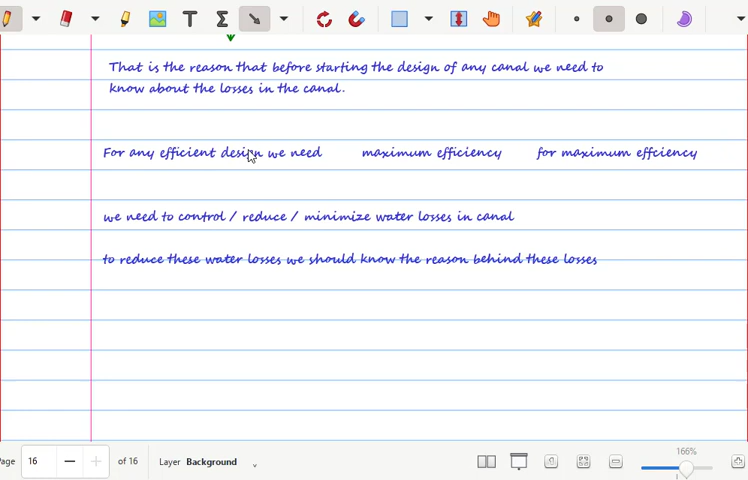 That is the reason that before starting the design of any canal we need to
know about the losses in the canal.
For any efficient design we need maximum efficiency for maximum effciency
we need to control / reduce / minimize water losses in canal
to reduce these water losses we should know the reason behind these losses
Page 16 of 16 Layer Background 166%